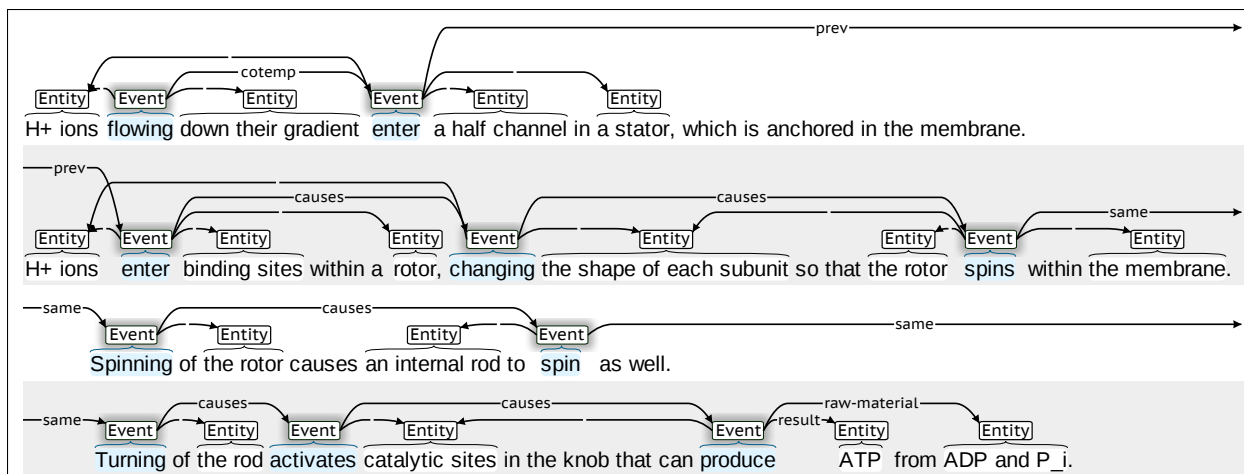 prev
cotemp
Entity Event Entity Event Entity Entity
H+ ions flowing down their gradient enter a half channel in a stator, which is anchored in the membrane.
prev
causes causes same
Entity Event Entity Entity Event Entity Entity Event Entity
H+ ions enter binding sites within a rotor, changing the shape of each subunit so that the rotor spins within the membrane.
same causes same
Event Entity Entity Event
Spinning of the rotor causes an internal rod to spin as well.
causes causes raw-material
same result
Event Entity Event Entity Event Entity Entity
Turning of the rod activates catalytic sites in the knob that can produce ATP from ADP and P_i.